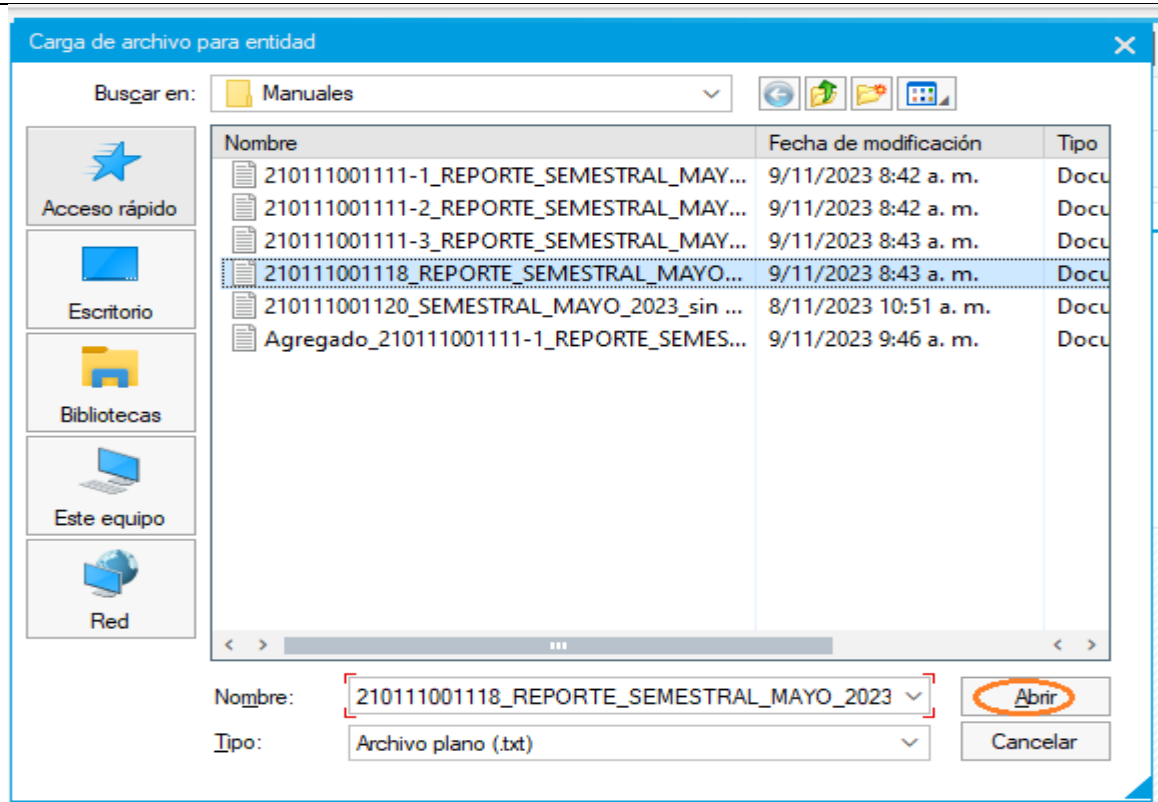 Carga de archivo para entidad
Buscar en: Manuales
Nombre Fecha de modificación Tipo
210111001111-1_REPORTE_SEMESTRAL_MAY... 9/11/2023 8:42 a. m. Docu
210111001111-2_REPORTE_SEMESTRAL_MAY... 9/11/2023 8:42 a. m. Docu
210111001111-3_REPORTE_SEMESTRAL_MAY... 9/11/2023 8:43 a. m. Docu
210111001118_REPORTE_SEMESTRAL_MAYO... 9/11/2023 8:43 a. m. Docu
210111001120_SEMESTRAL_MAYO_2023_sin ... 8/11/2023 10:51 a. m. Docu
Agregado_210111001111-1_REPORTE_SEMES... 9/11/2023 9:46 a. m. Docu
Acceso rápido
Escritorio
Bibliotecas
Este equipo
Red
Nombre: 210111001118_REPORTE_SEMESTRAL_MAYO_2023 Abrir
Tipo: Archivo plano (.txt) Cancelar